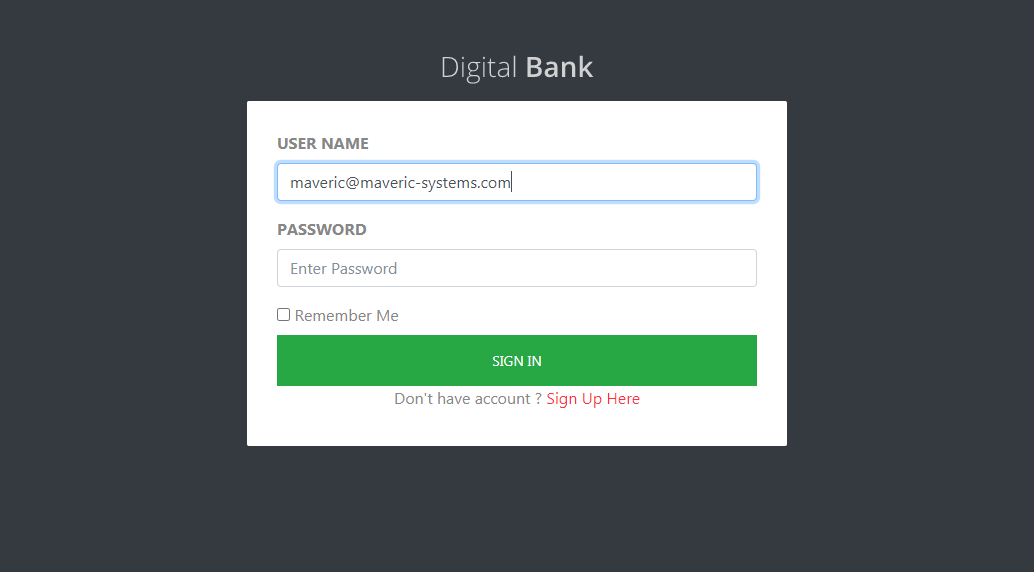 Digital Bank
USER NAME
maveric@maveric-systems.com
PASSWORD
Enter Password
Remember Me
SIGN IN
Don't have account ? Sign Up Here